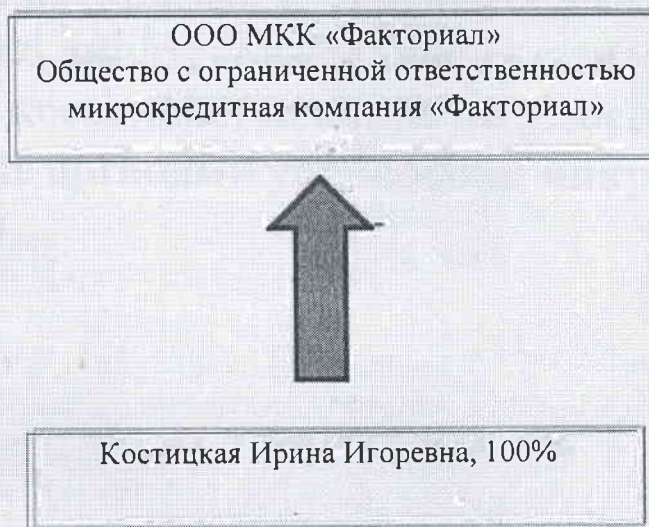 ООО МКК «Факториал»
Общество с ограниченной ответственностью
микрокредитная компания «Факториал»
Костицкая Ирина Игоревна, 100%